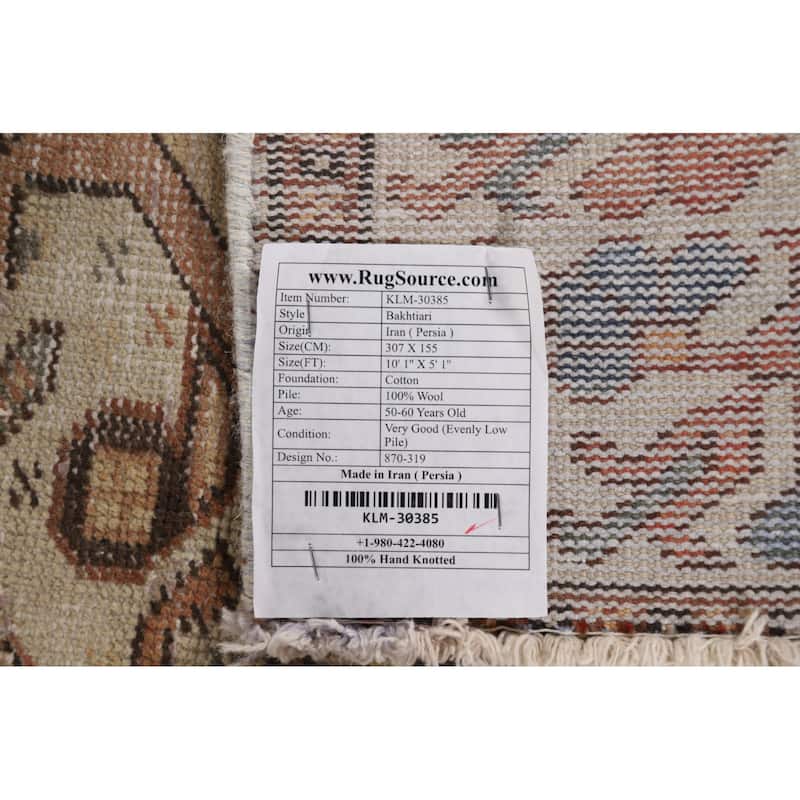 www.RugSource.com
Item Number: KLM-30385
Style Bakhtiari
Origin Iran ( Persia )
Size(CM): 307 X 155
Size(FT): 10' 1" X 5' 1"
Foundation: Cotton
Pile: 100% Wool
Age: 50-60 Years Old
Condition: Very Good (Evenly Low
Pile)
Design No.: 870-319
Made in Iran ( Persia )
KLM-30385
+1-980-422-4080
100% Hand Knotted